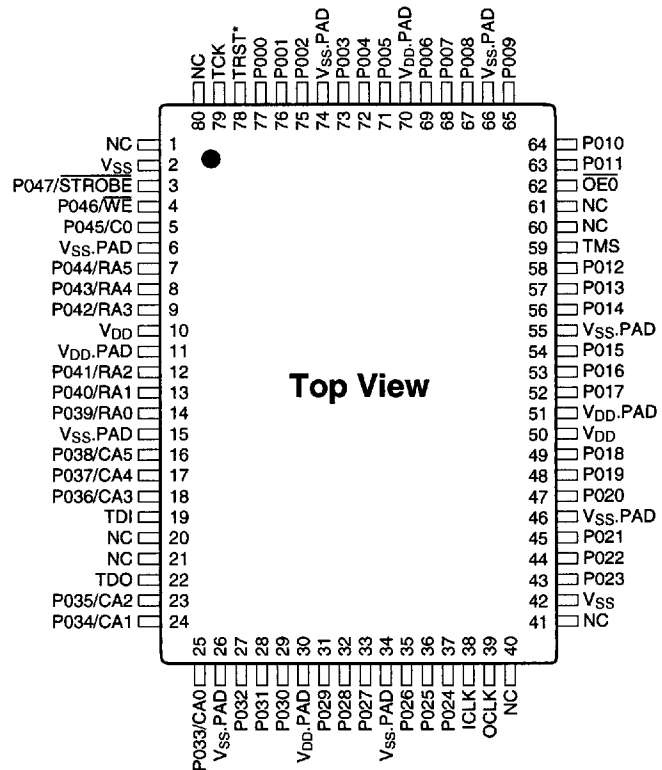 NC
TCK
TRST*
P000
P001
P002
VSS.PAD
P003
P004
P005
VDD.PAD
P006
P007
P008
VSS.PAD
P009
80 79 78 77 76 75 74 73 72 71 70 69 68 67 66 65
NC 1
VSS 2
P047/STROBE 3
P046/WE 4
P045/C0 5
VSS.PAD 6
P044/RA5 7
P043/RA4 8
P042/RA3 9
VDD 10
VDD.PAD 11
P041/RA2 12
P040/RA1 13
P039/RA0 14
VSS.PAD 15
P038/CA5 16
P037/CA4 17
P036/CA3 18
TDI 19
NC 20
NC 21
TDO 22
P035/CA2 23
P034/CA1 24
Top View
64 P010
63 P011
62 OE0
61 NC
60 NC
59 TMS
58 P012
57 P013
56 P014
55 VSS.PAD
54 P015
53 P016
52 P017
51 VDD.PAD
50 VDD
49 P018
48 P019
47 P020
46 VSS.PAD
45 P021
44 P022
43 P023
42 VSS
41 NC
25 26 27 28 29 30 31 32 33 34 35 36 37 38 39 40
P033/CA0
VSS.PAD
P032
P031
P030
VDD.PAD
P029
P028
P027
VSS.PAD
P026
P025
P024
ICLK
OCLK
NC